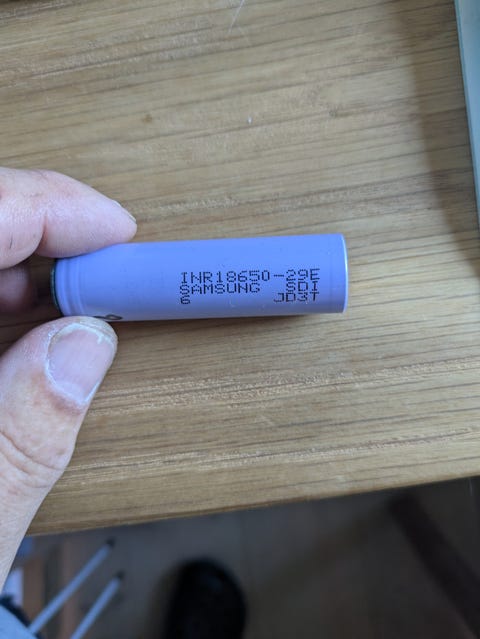 INR18650-29E
SAMSUNG SDI
6 JD3T